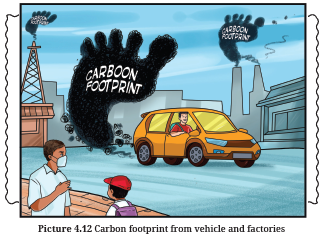 CARBOON
FOOTPRINT
CARBOON
FOOTPRINT
CARBOON
FOOTPRINT
Picture 4.12 Carbon footprint from vehicle and factories